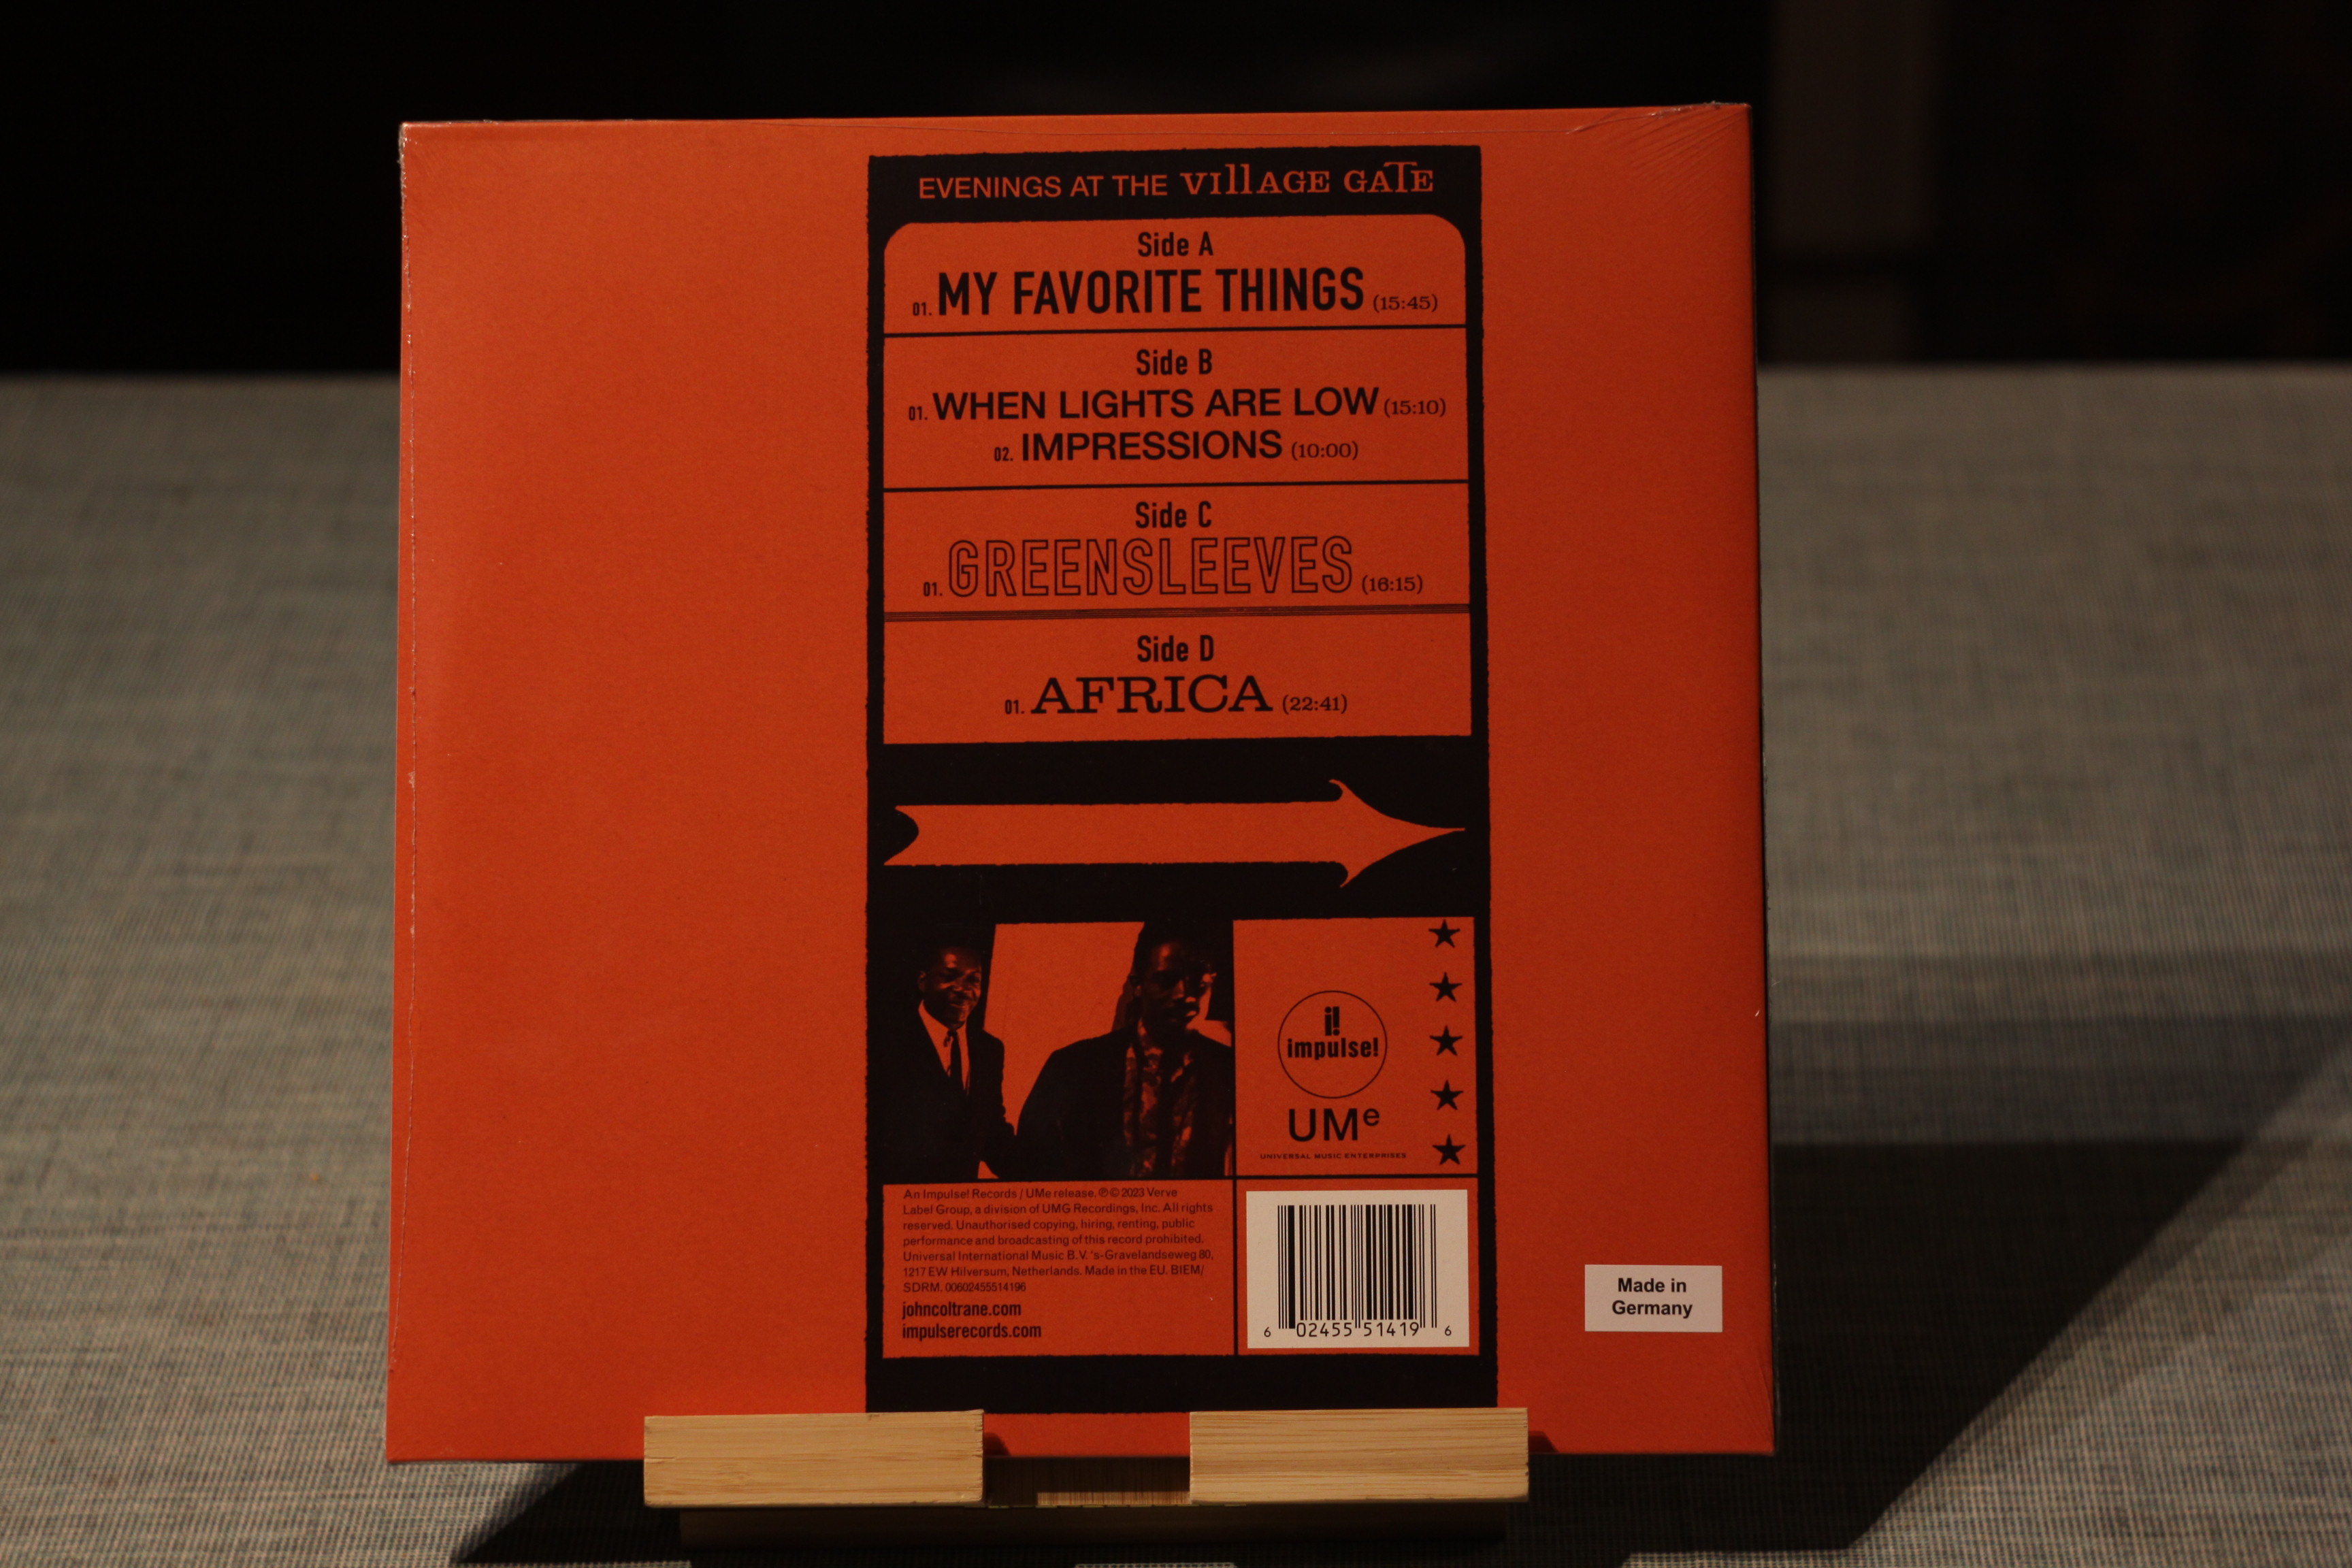 EVENINGS AT THE VIllAGE GATE
Side A
01. MY FAVORITE THINGS (15:45)
Side B
01. WHEN LIGHTS ARE LOW (15:10)
02. IMPRESSIONS (10:00)
Side C
01. GREENSLEEVES (16:15)
Side D
01. AFRICA (22:41)
i!
impulse!
UMe
UNIVERSAL MUSIC ENTERPRISES
An Impulse! Records / UMe release. ℗© 2023 Verve
Label Group, a division of UMG Recordings, Inc. All rights
reserved. Unauthorised copying, hiring, renting, public
performance and broadcasting of this record prohibited.
Universal International Music B.V. 's-Gravelandseweg 80,
1217 EW Hilversum, Netherlands. Made in the EU. BIEM/
SDRM. 00602455514196
johncoltrane.com
impulserecords.com
6 02455 51419 6
Made in
Germany